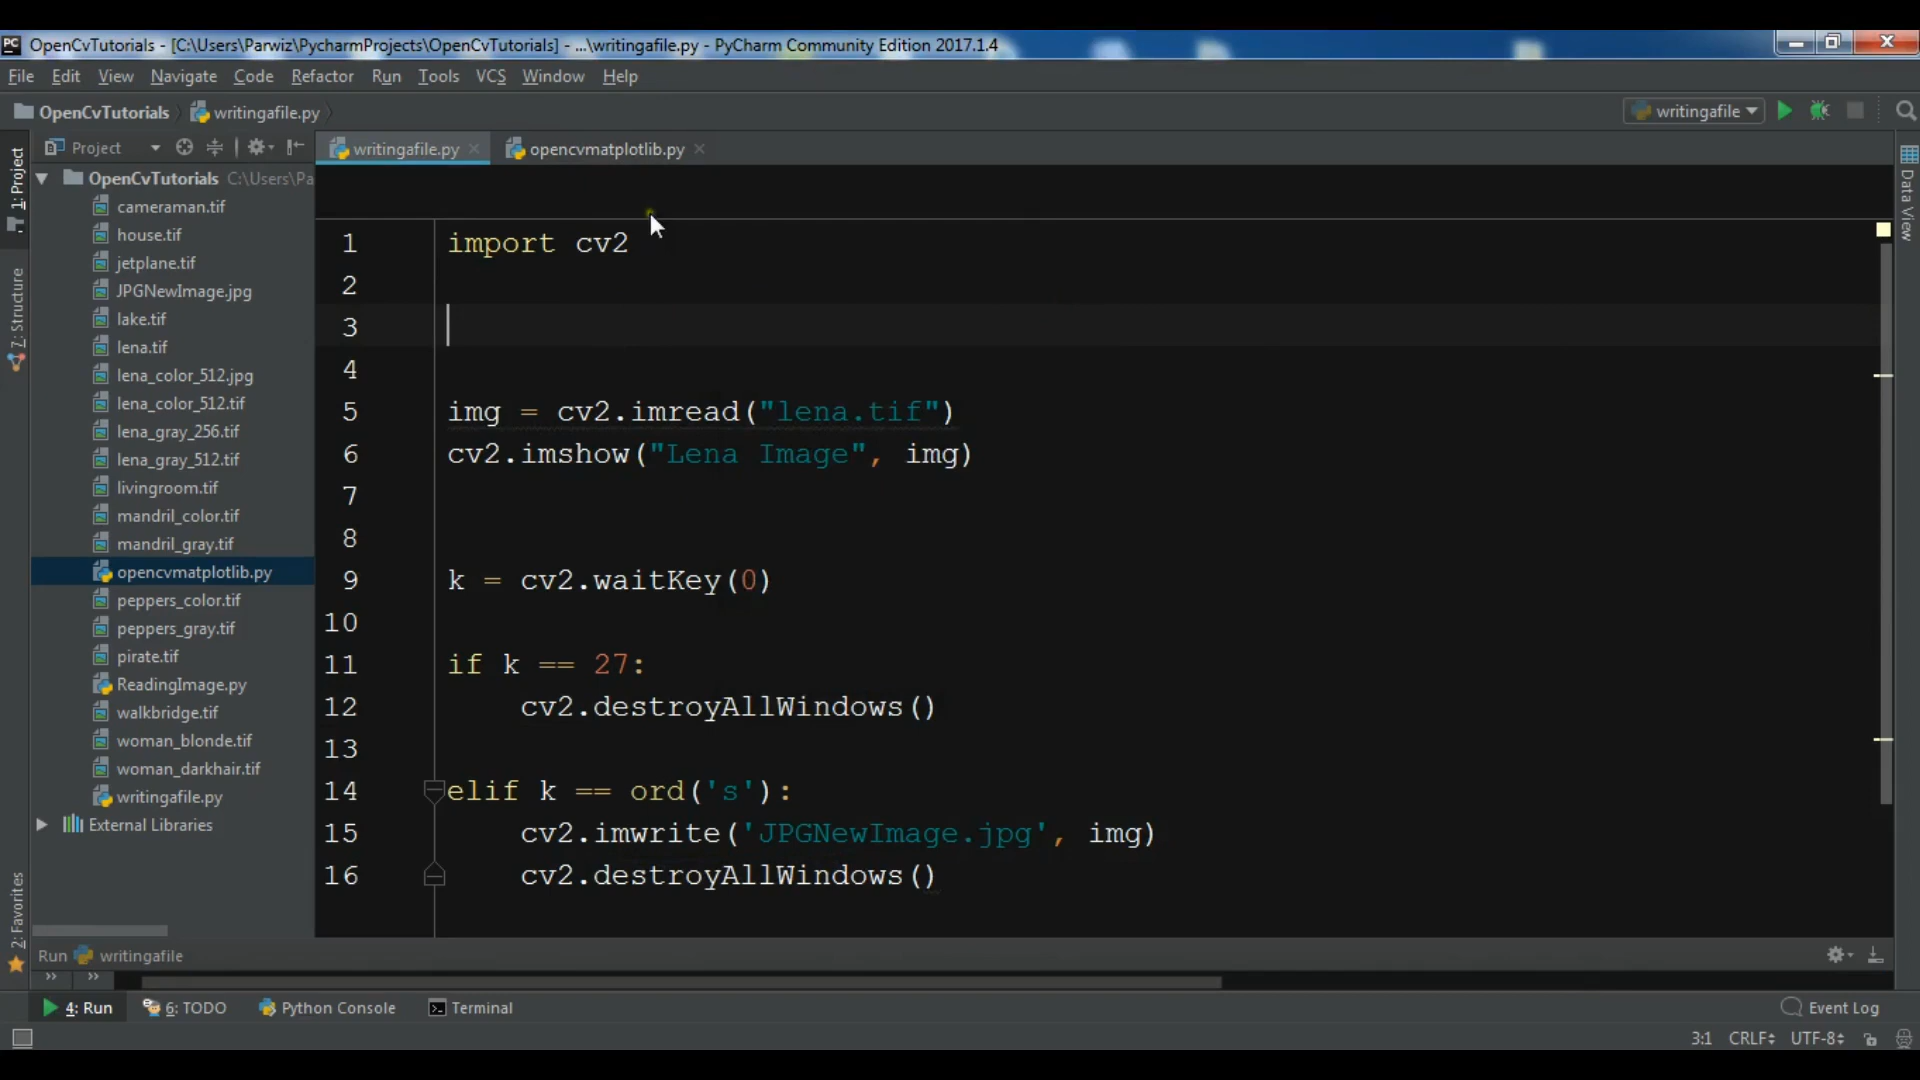 PC OpenCvTutorials - [C:\Users\Parwiz\PycharmProjects\OpenCvTutorials] - ...\writingafile.py - PyCharm Community Edition 2017.1.4
File Edit View Navigate Code Refactor Run Tools VCS Window Help
OpenCvTutorials writingafile.py writingafile
Project writingafile.py opencvmatplotlib.py
1: Project
7: Structure
2: Favorites
Data View
OpenCvTutorials C:\Users\Pa
cameraman.tif
house.tif
jetplane.tif
JPGNewImage.jpg
lake.tif
lena.tif
lena_color_512.jpg
lena_color_512.tif
lena_gray_256.tif
lena_gray_512.tif
livingroom.tif
mandril_color.tif
mandril_gray.tif
opencvmatplotlib.py
peppers_color.tif
peppers_gray.tif
pirate.tif
ReadingImage.py
walkbridge.tif
woman_blonde.tif
woman_darkhair.tif
writingafile.py
External Libraries
1 import cv2
2
3
4
5 img = cv2.imread("lena.tif")
6 cv2.imshow("Lena Image", img)
7
8
9 k = cv2.waitKey(0)
10
11 if k == 27:
12 cv2.destroyAllWindows()
13
14 elif k == ord('s'):
15 cv2.imwrite('JPGNewImage.jpg', img)
16 cv2.destroyAllWindows()
Run writingafile
» »
4: Run 6: TODO Python Console Terminal Event Log
3:1 CRLF UTF-8